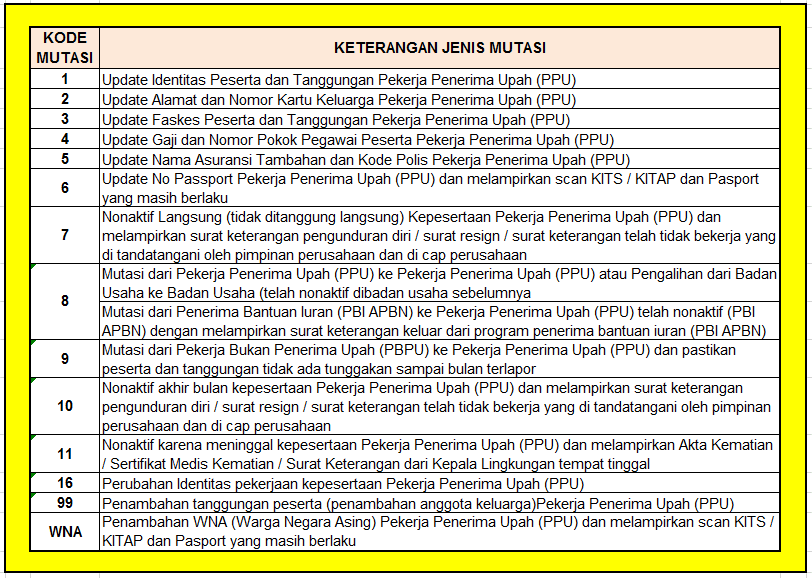 KODE
MUTASI
KETERANGAN JENIS MUTASI
1 Update Identitas Peserta dan Tanggungan Pekerja Penerima Upah (PPU)
2 Update Alamat dan Nomor Kartu Keluarga Pekerja Penerima Upah (PPU)
3 Update Faskes Peserta dan Tanggungan Pekerja Penerima Upah (PPU)
4 Update Gaji dan Nomor Pokok Pegawai Peserta Pekerja Penerima Upah (PPU)
5 Update Nama Asuransi Tambahan dan Kode Polis Pekerja Penerima Upah (PPU)
6 Update No Passport Pekerja Penerima Upah (PPU) dan melampirkan scan KITS / KITAP dan Pasport
yang masih berlaku
7 Nonaktif Langsung (tidak ditanggung langsung) Kepesertaan Pekerja Penerima Upah (PPU) dan
melampirkan surat keterangan pengunduran diri / surat resign / surat keterangan telah tidak bekerja yang
di tandatangani oleh pimpinan perusahaan dan di cap perusahaan
8 Mutasi dari Pekerja Penerima Upah (PPU) ke Pekerja Penerima Upah (PPU) atau Pengalihan dari Badan
Usaha ke Badan Usaha (telah nonaktif dibadan usaha sebelumnya
Mutasi dari Penerima Bantuan Iuran (PBI APBN) ke Pekerja Penerima Upah (PPU) telah nonaktif (PBI
APBN) dengan melampirkan surat keterangan keluar dari program penerima bantuan iuran (PBI APBN)
9 Mutasi dari Pekerja Bukan Penerima Upah (PBPU) ke Pekerja Penerima Upah (PPU) dan pastikan
peserta dan tanggungan tidak ada tunggakan sampai bulan terlapor
10 Nonaktif akhir bulan kepesertaan Pekerja Penerima Upah (PPU) dan melampirkan surat keterangan
pengunduran diri / surat resign / surat keterangan telah tidak bekerja yang di tandatangani oleh pimpinan
perusahaan dan di cap perusahaan
11 Nonaktif karena meninggal kepesertaan Pekerja Penerima Upah (PPU) dan melampirkan Akta Kematian
/ Sertifikat Medis Kematian / Surat Keterangan dari Kepala Lingkungan tempat tinggal
16 Perubahan Identitas pekerjaan kepesertaan Pekerja Penerima Upah (PPU)
99 Penambahan tanggungan peserta (penambahan anggota keluarga)Pekerja Penerima Upah (PPU)
WNA Penambahan WNA (Warga Negara Asing) Pekerja Penerima Upah (PPU) dan melampirkan scan KITS /
KITAP dan Pasport yang masih berlaku